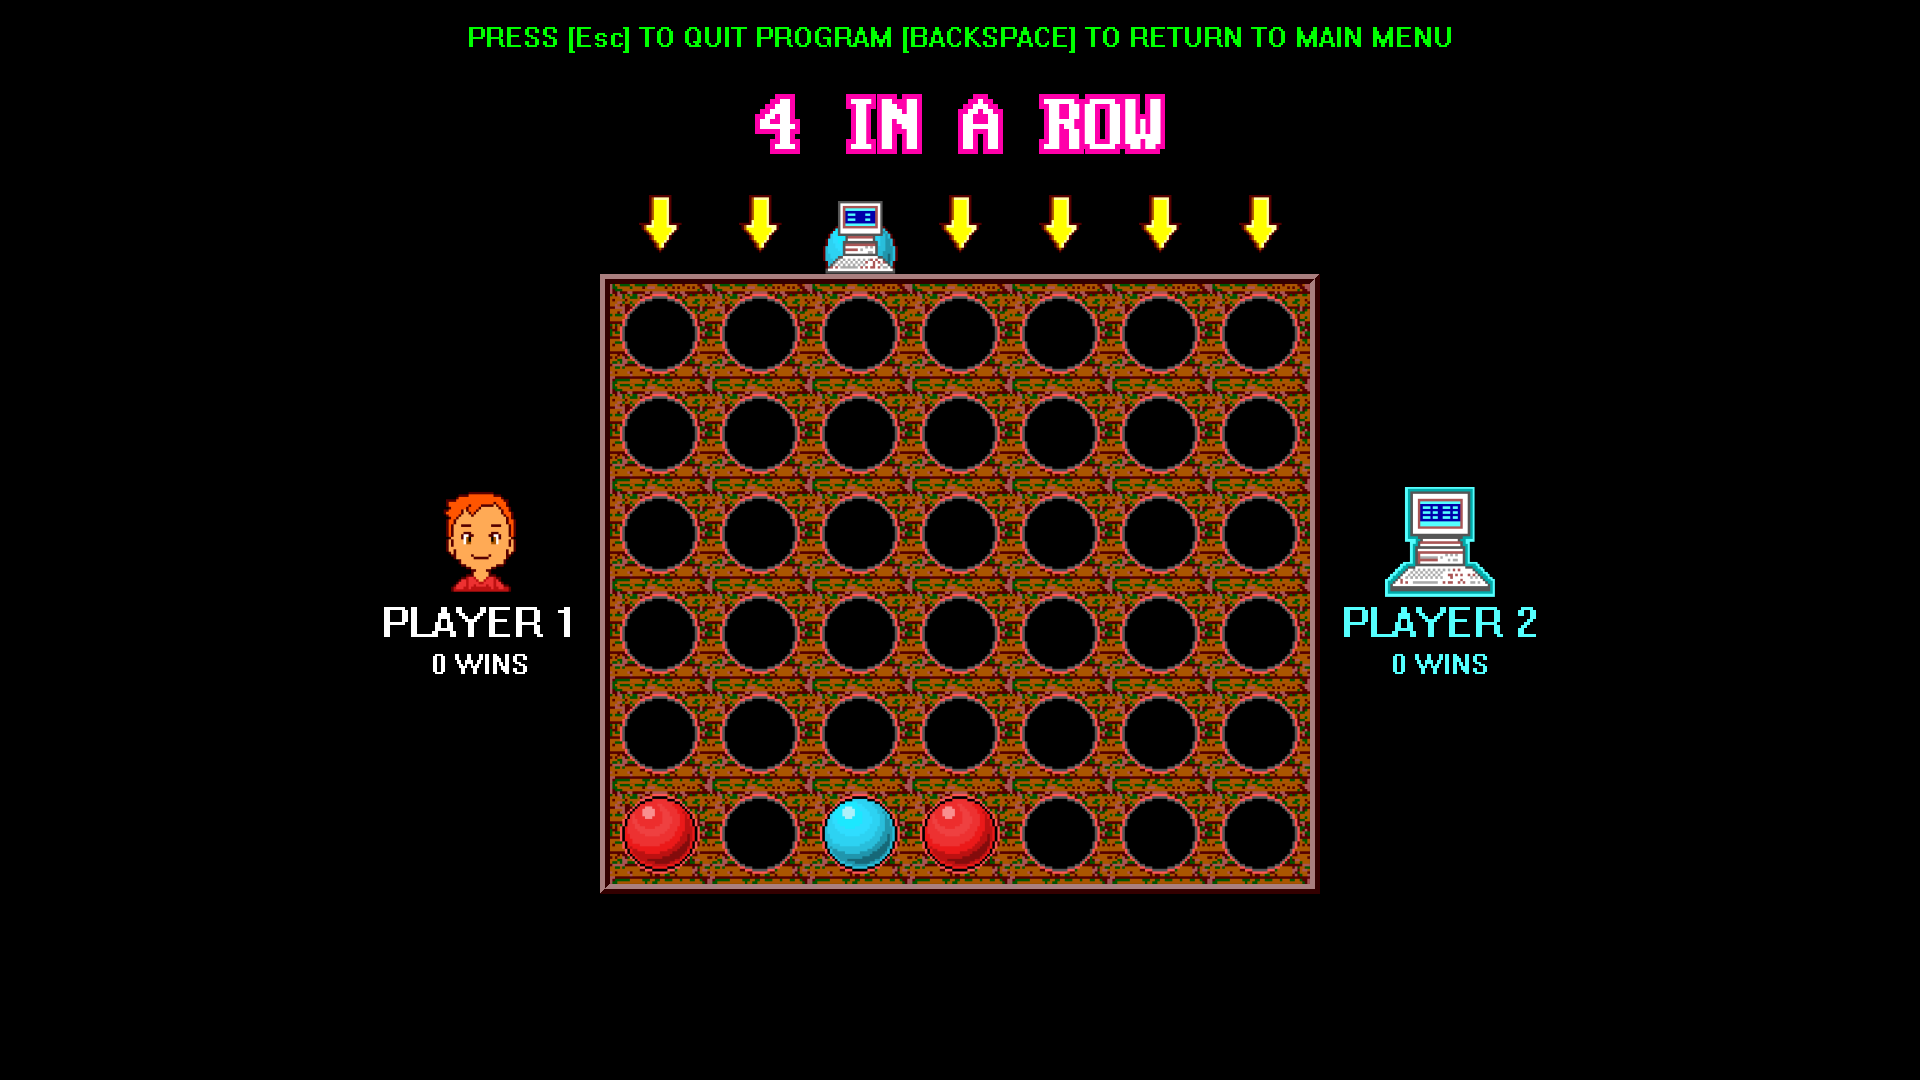 PRESS [Esc] TO QUIT PROGRAM [BACKSPACE] TO RETURN TO MAIN MENU
4 IN A ROW
PLAYER 1
0 WINS
PLAYER 2
0 WINS